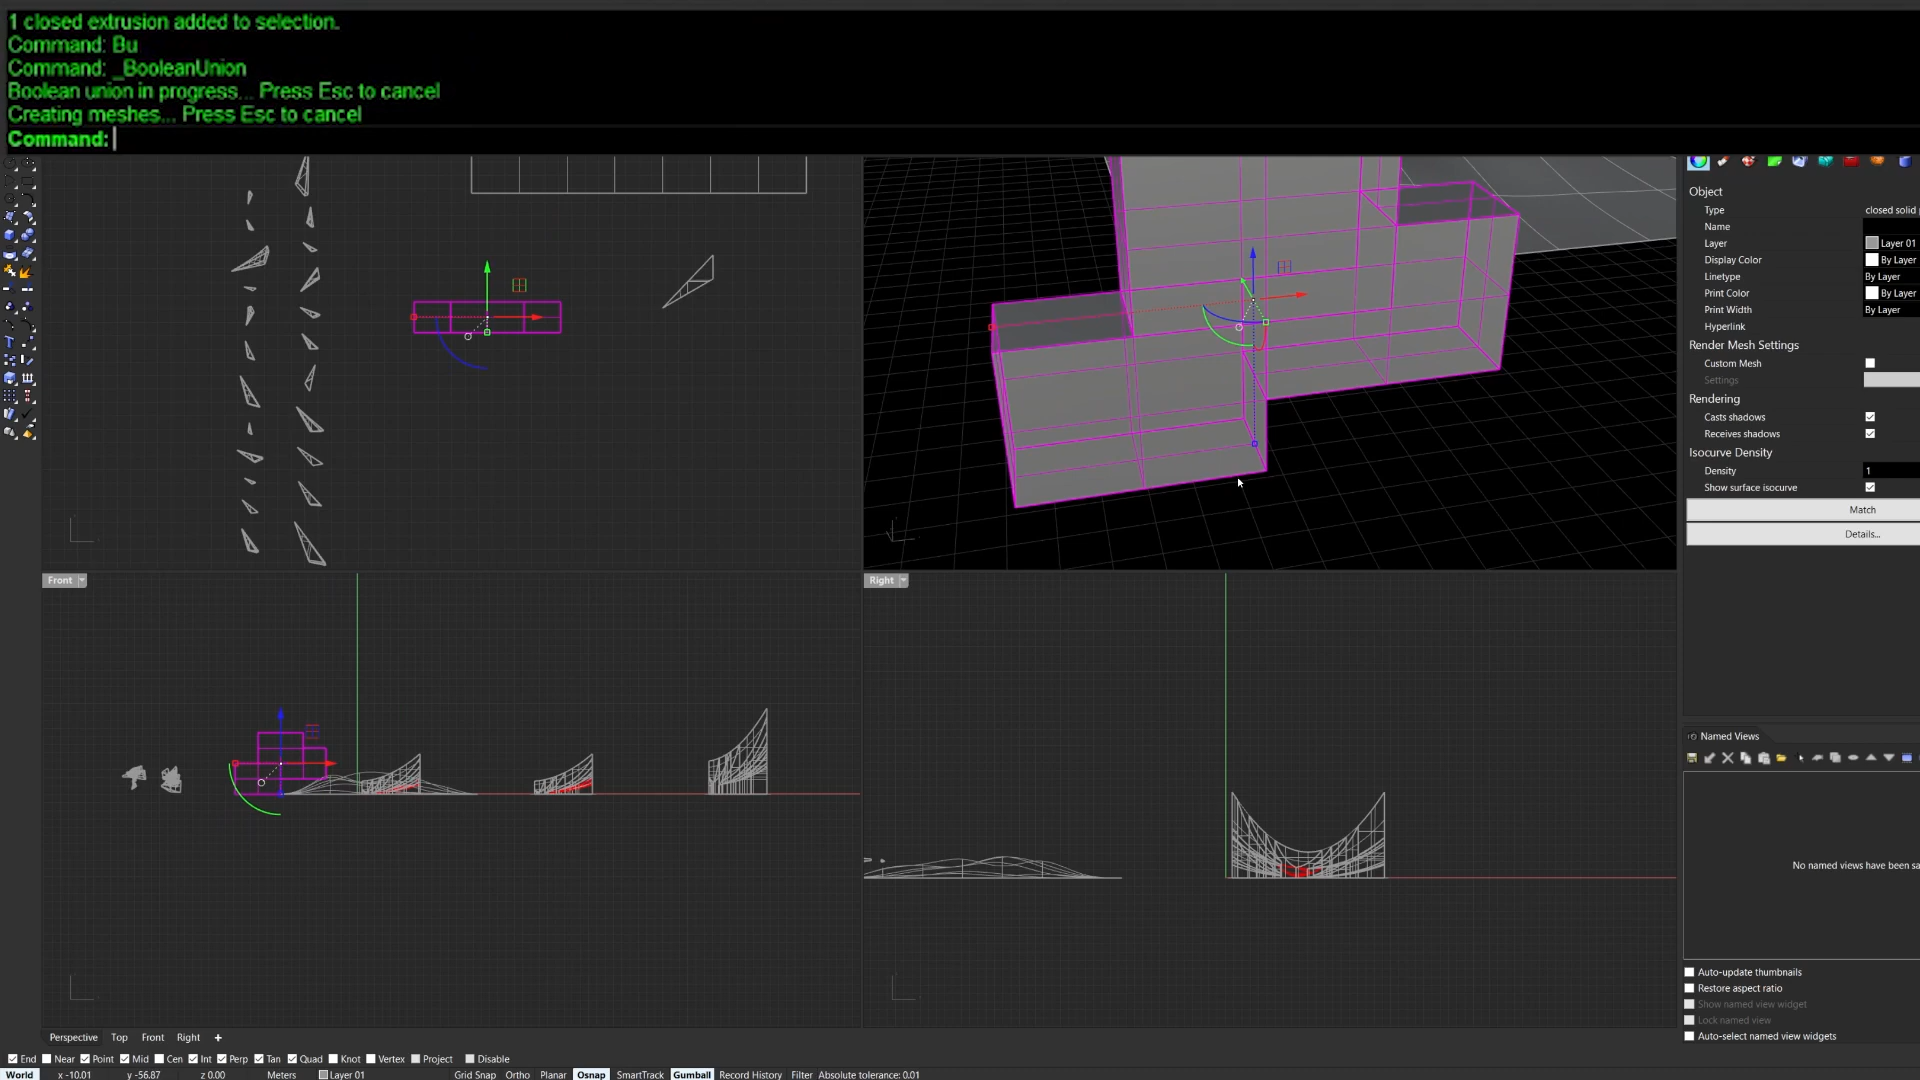 1 closed extrusion added to selection.
Command: Bu
Command: _BooleanUnion
Boolean union in progress... Press Esc to cancel
Creating meshes... Press Esc to cancel
Command:
Object
Type closed solid
Name
Layer Layer 01
Display Color By Layer
Linetype By Layer
Print Color By Layer
Print Width By Layer
Hyperlink
Render Mesh Settings
Custom Mesh
Settings
Rendering
Casts shadows
Receives shadows
Isocurve Density
Density 1
Show surface isocurve
Match
Details...
Front
Right
Named Views
No named views have been sa
Auto-update thumbnails
Restore aspect ratio
Show named view widget
Lock named view
Auto-select named view widgets
Perspective Top Front Right +
End Near Point Mid Cen Int Perp Tan Quad Knot Vertex Project Disable
World x -10.01 y -56.87 z 0.00 Meters Layer 01 Grid Snap Ortho Planar Osnap SmartTrack Gumball Record History Filter Absolute tolerance: 0.01